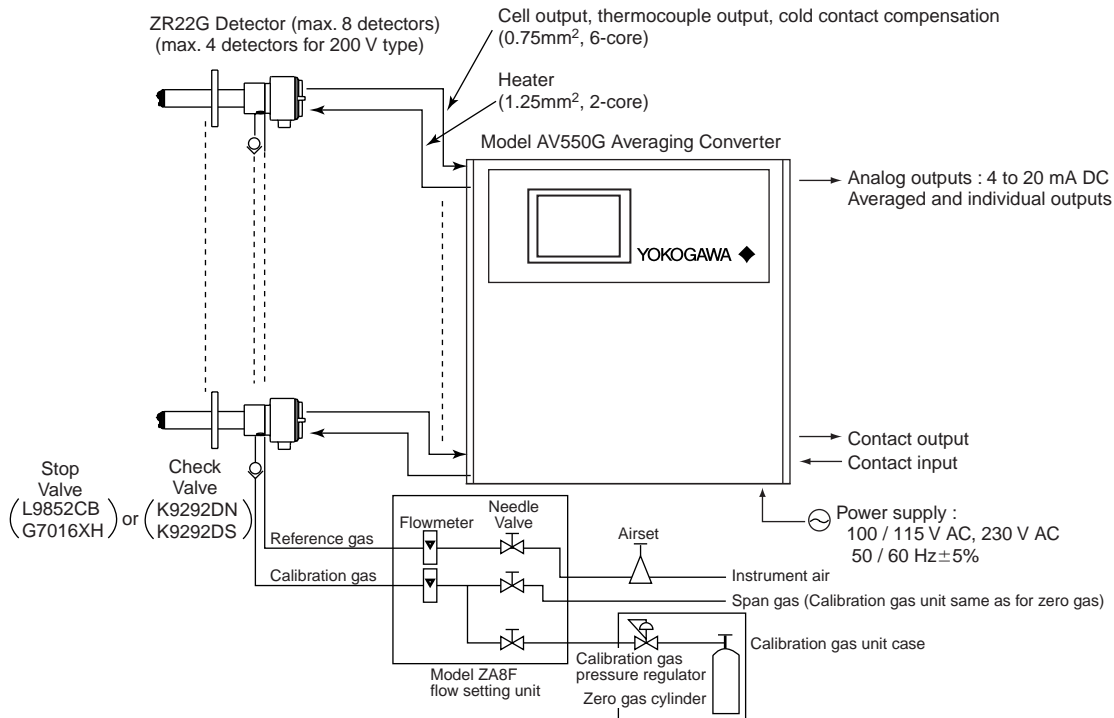 ZR22G Detector (max. 8 detectors)
(max. 4 detectors for 200 V type)
Cell output, thermocouple output, cold contact compensation
(0.75mm², 6-core)
Heater
(1.25mm², 2-core)
Model AV550G Averaging Converter
Analog outputs : 4 to 20 mA DC
Averaged and individual outputs
YOKOGAWA
Contact output
Contact input
Stop
Valve
(L9852CB
G7016XH)
or
Check
Valve
(K9292DN
K9292DS)
Power supply :
100 / 115 V AC, 230 V AC
50 / 60 Hz±5%
Flowmeter
Needle
Valve
Airset
Reference gas
Instrument air
Calibration gas
Span gas (Calibration gas unit same as for zero gas)
Calibration gas unit case
Calibration gas
pressure regulator
Zero gas cylinder
Model ZA8F
flow setting unit